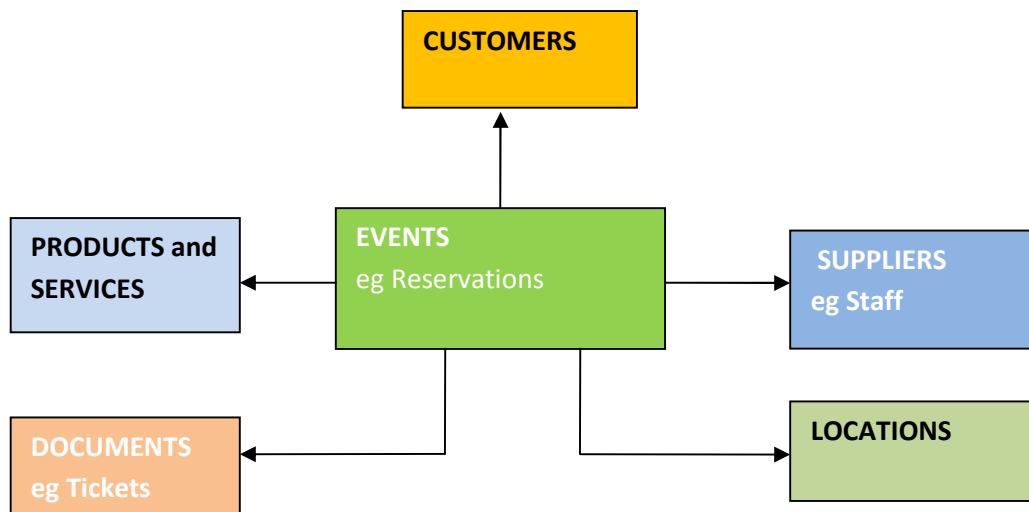 CUSTOMERS
EVENTS
eg Reservations
PRODUCTS and
SERVICES
SUPPLIERS
eg Staff
DOCUMENTS
eg Tickets
LOCATIONS